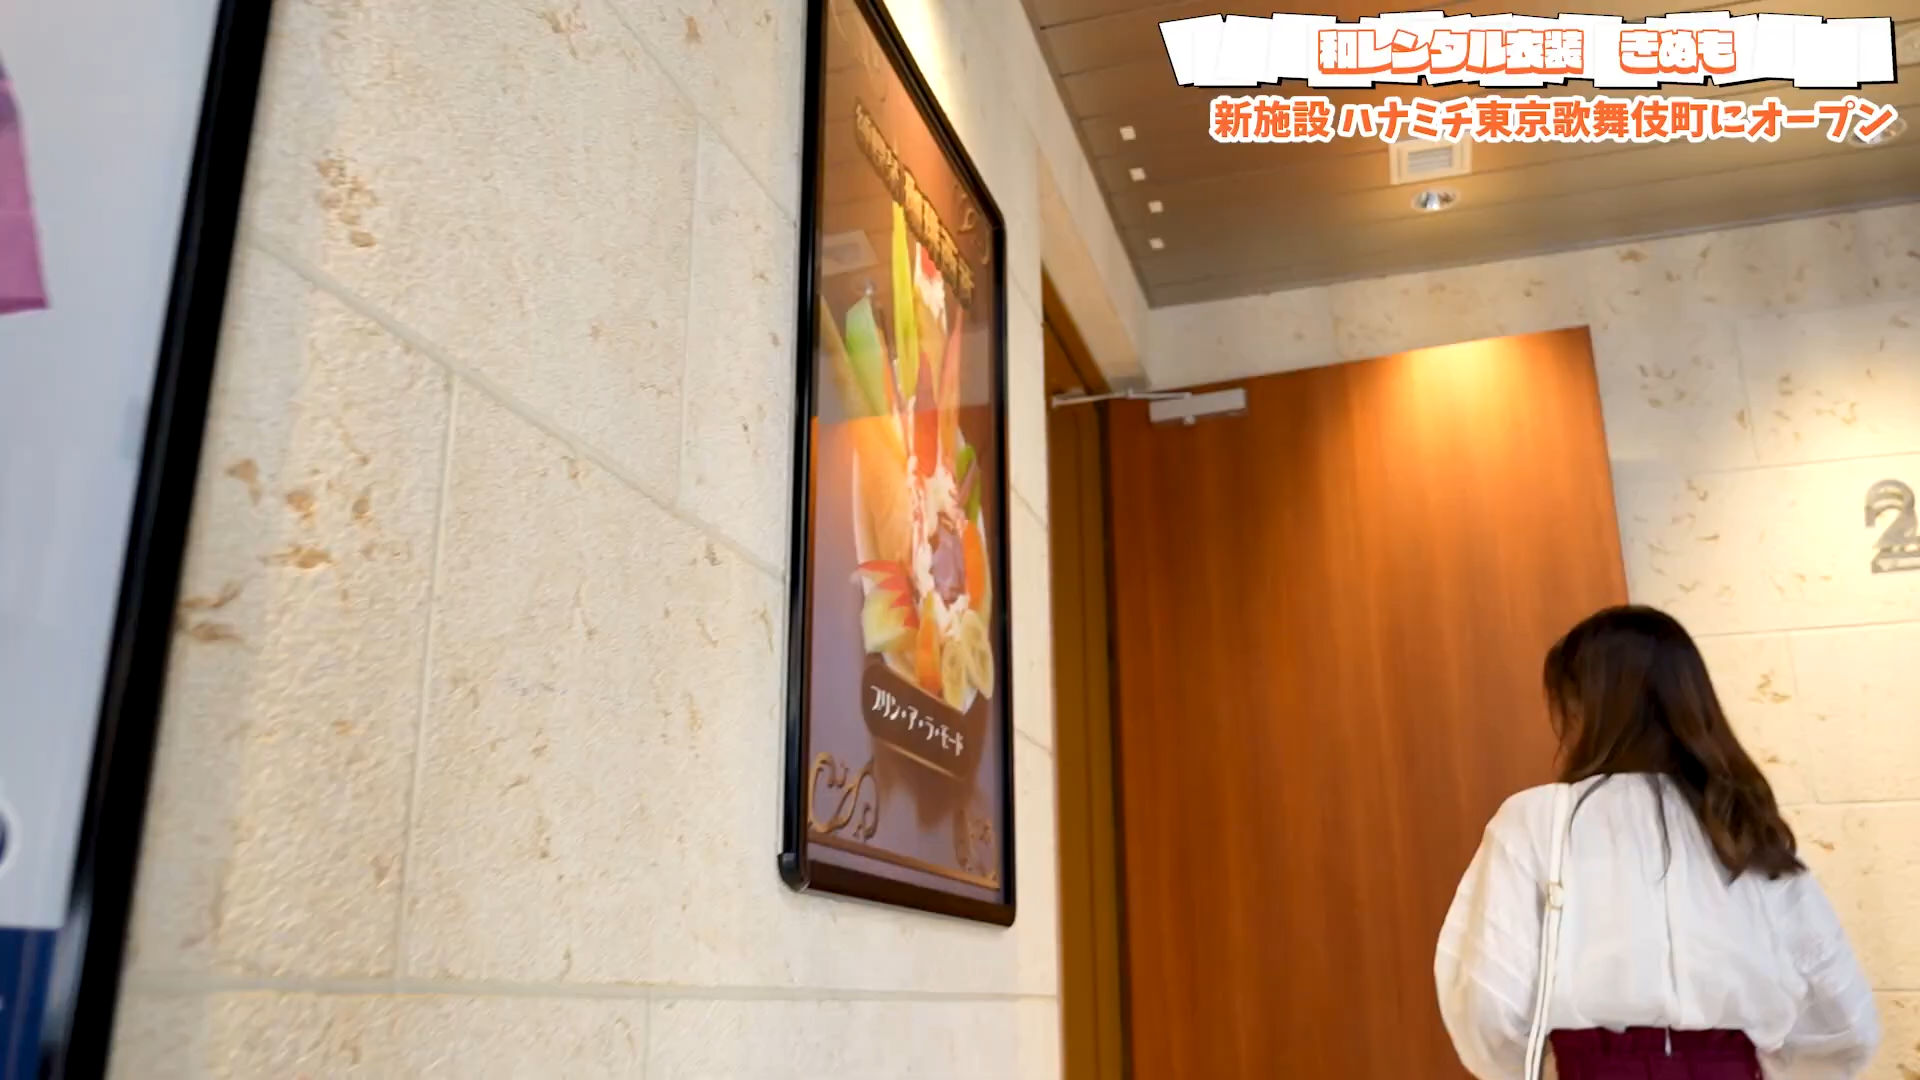 和レンタル衣装 きぬも
新施設 ハナミチ東京歌舞伎町にオープン
プリン・ア・ラ・モード
2